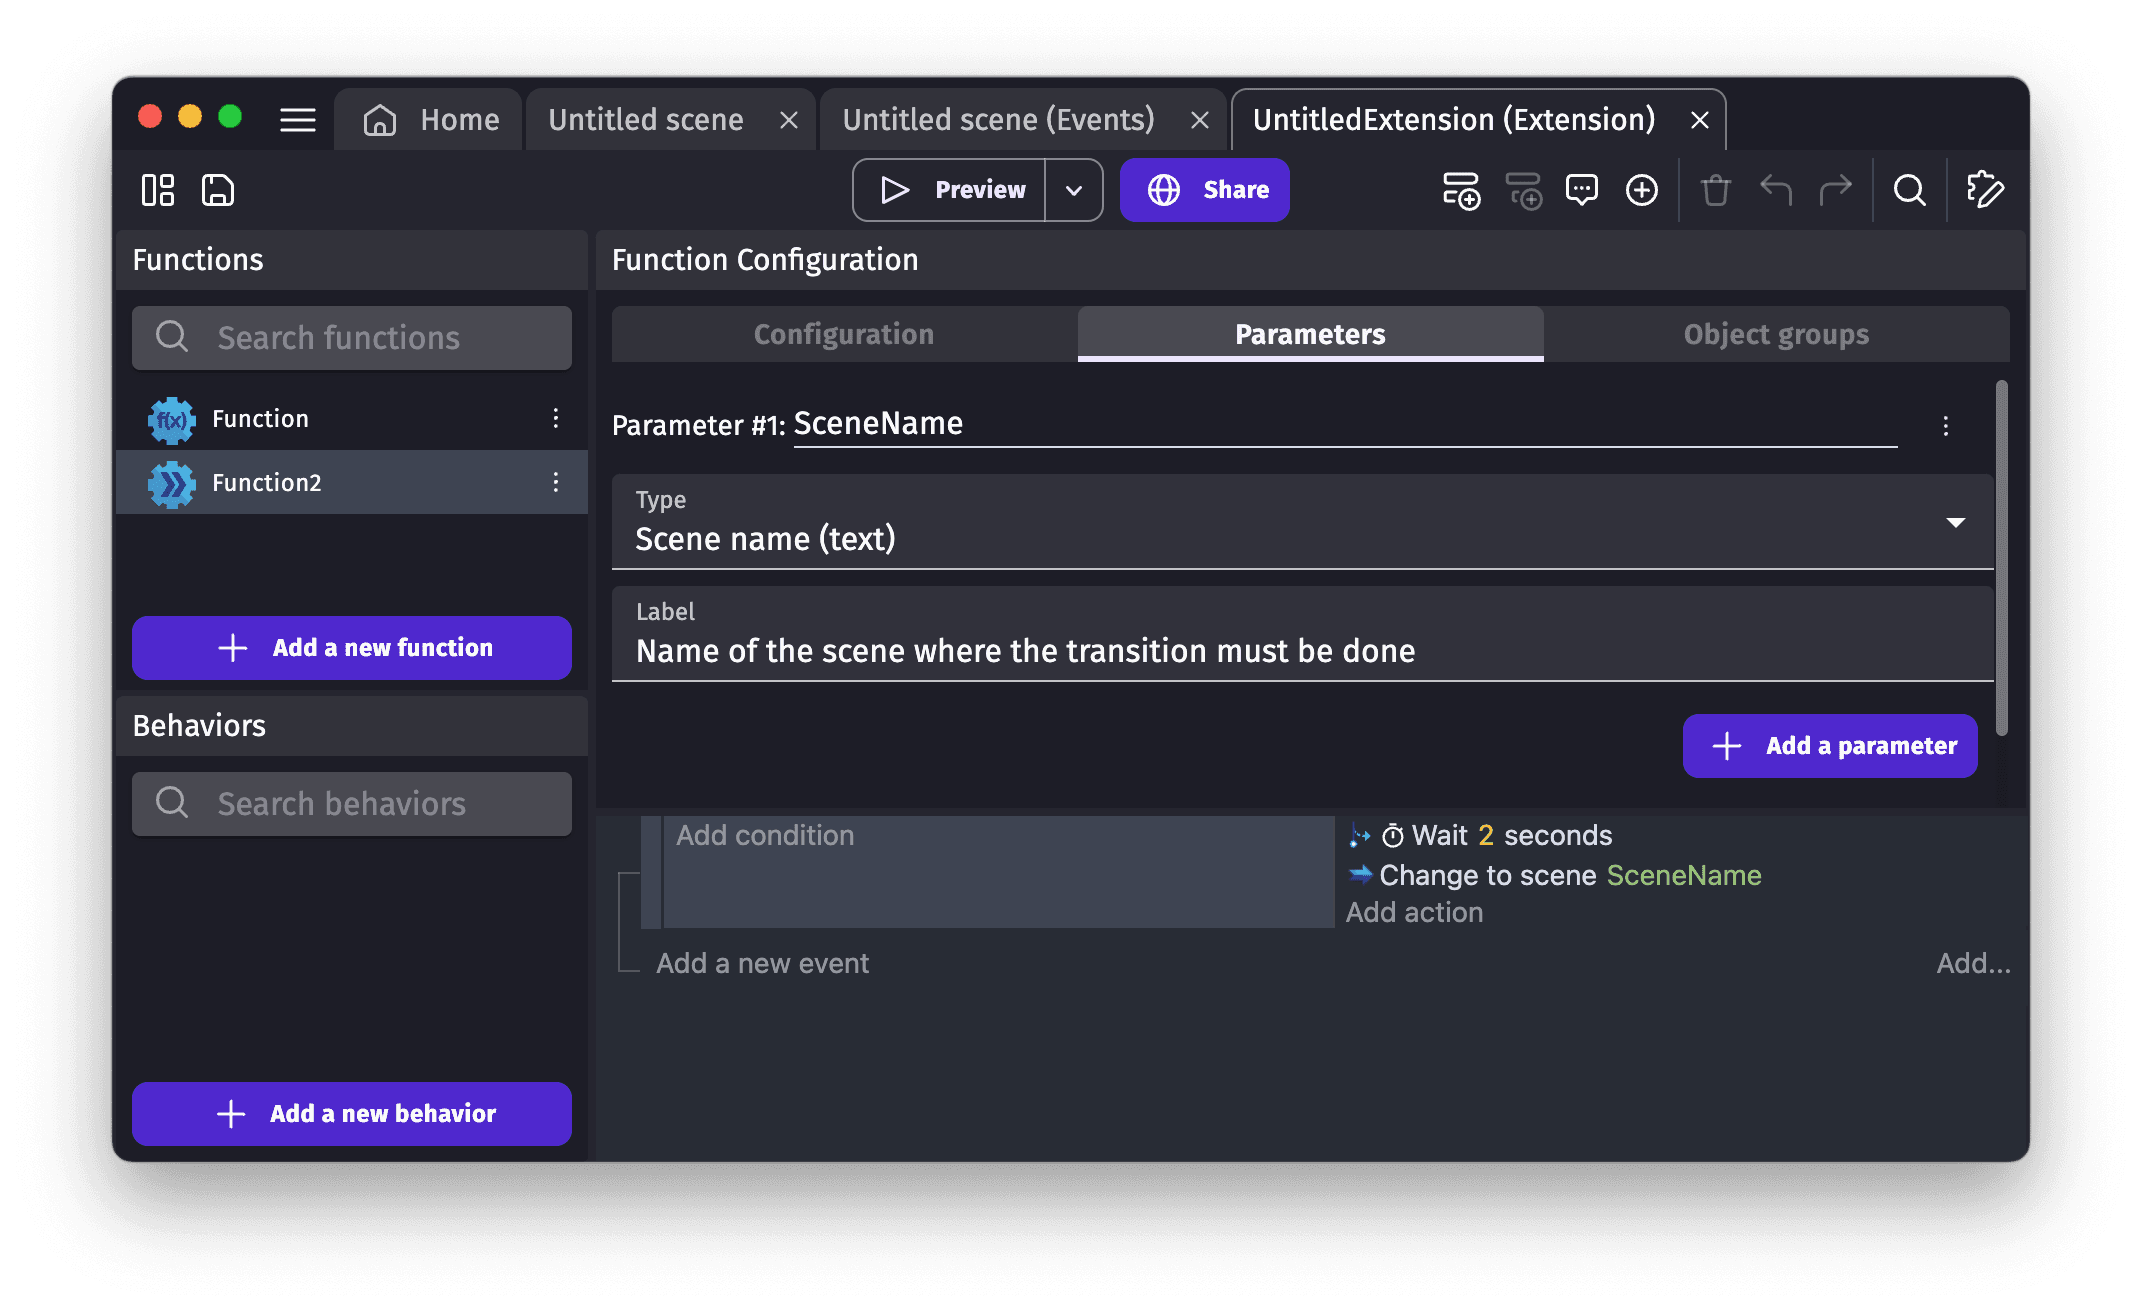 Home
Untitled scene
Untitled scene (Events)
UntitledExtension (Extension)
Preview
Share
Functions
Search functions
f(x) Function
Function2
Add a new function
Behaviors
Search behaviors
Add a new behavior
Function Configuration
Configuration
Parameters
Object groups
Parameter #1: SceneName
Type
Scene name (text)
Label
Name of the scene where the transition must be done
Add a parameter
Add condition
Wait 2 seconds
Change to scene SceneName
Add action
Add a new event
Add...